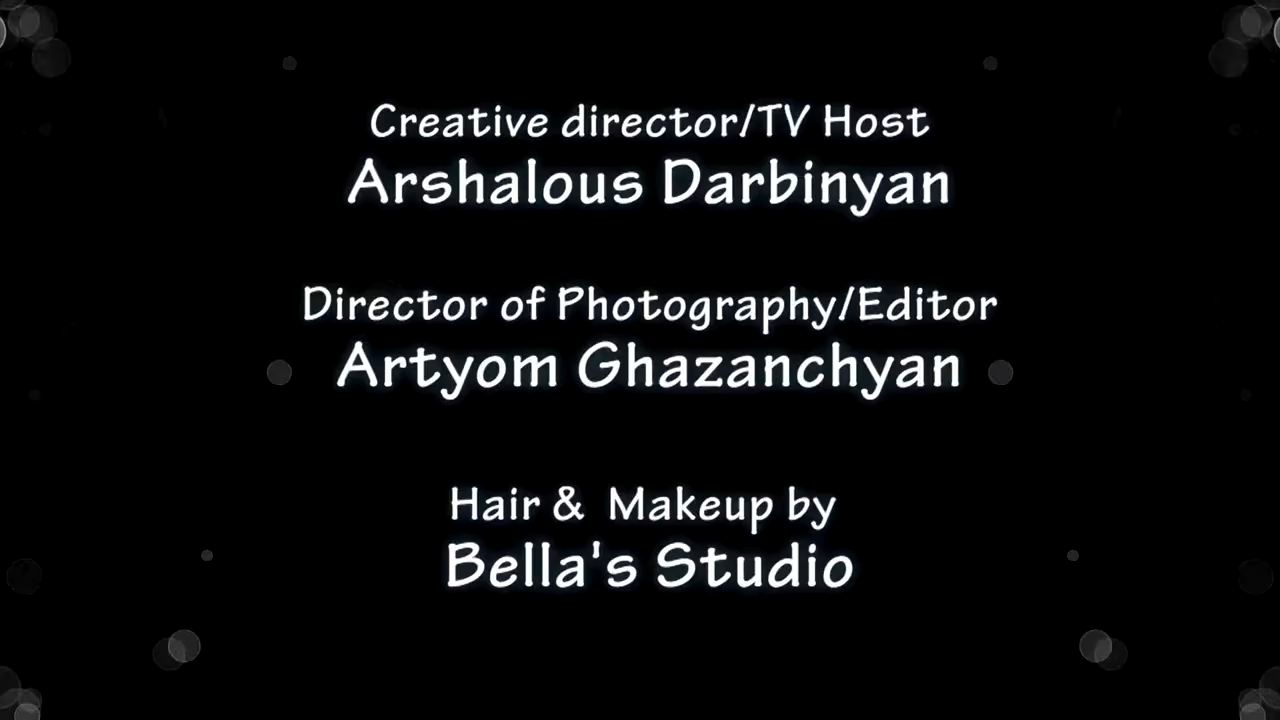 Creative director/TV Host
Arshalous Darbinyan
Director of Photography/Editor
Artyom Ghazanchyan
Hair & Makeup by
Bella's Studio